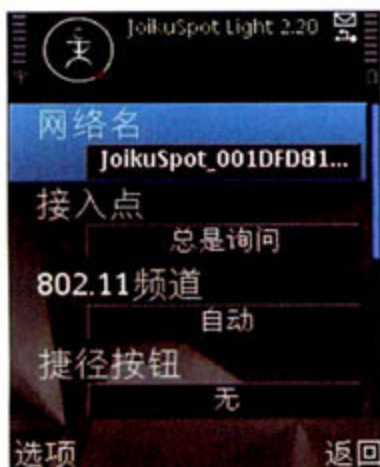 JoikuSpot Light 2.20
网络名
JoikuSpot_001DFD81...
接入点
总是询问
802.11频道
自动
捷径按钮
无
选项
返回